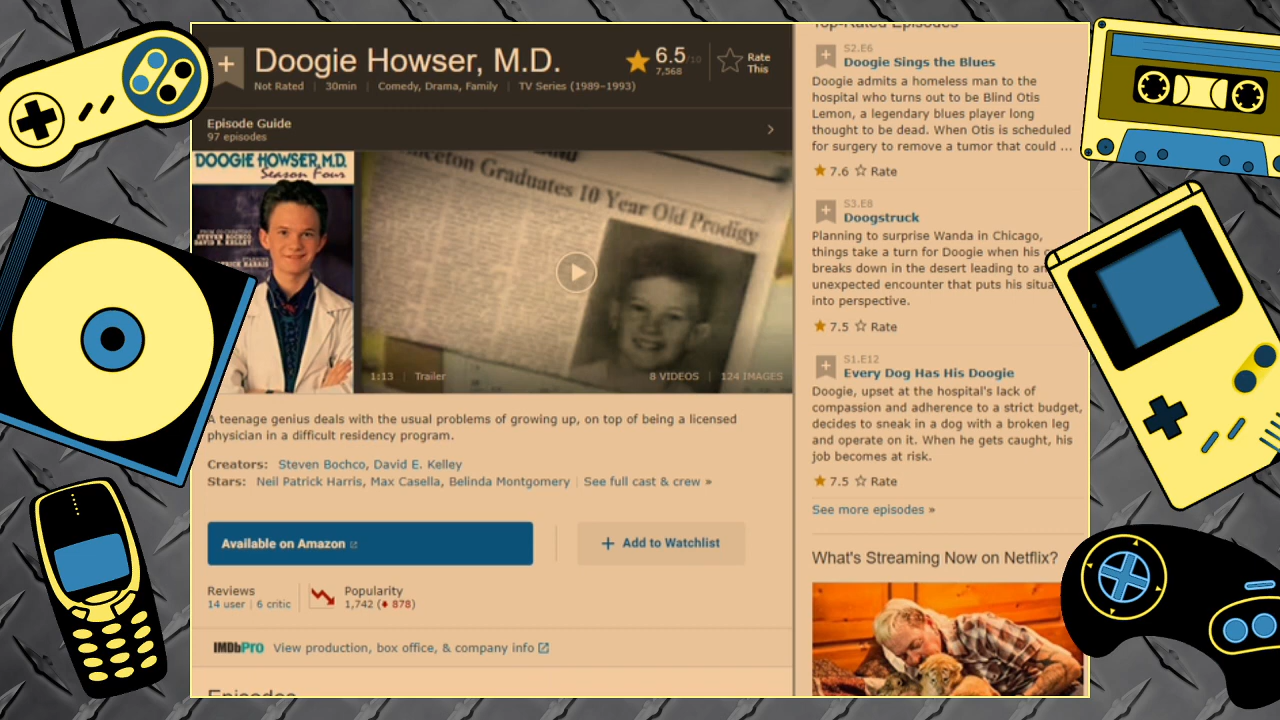 Doogie Howser, M.D.
6.5/10
7,568
Rate This
Not Rated | 30min | Comedy, Drama, Family | TV Series (1989–1993)
Episode Guide
97 episodes
DOOGIE HOWSER, M.D.
Season Four
FROM CO-CREATORS
STEVEN BOCHCO AND
DAVID E. KELLEY
Princeton Graduates 10 Year Old Prodigy
1:13 | Trailer
8 VIDEOS | 124 IMAGES
A teenage genius deals with the usual problems of growing up, on top of being a licensed
physician in a difficult residency program.
Creators: Steven Bochco, David E. Kelley
Stars: Neil Patrick Harris, Max Casella, Belinda Montgomery | See full cast & crew »
Available on Amazon
+ Add to Watchlist
Reviews
14 user | 6 critic
Popularity
1,742 (878)
IMDbPro View production, box office, & company info
Episodes
Top-Rated Episodes
S2.E6
Doogie Sings the Blues
Doogie admits a homeless man to the
hospital who turns out to be Blind Otis
Lemon, a legendary blues player long
thought to be dead. When Otis is scheduled
for surgery to remove a tumor that could ...
7.6 Rate
S3.E8
Doogstruck
Planning to surprise Wanda in Chicago,
things take a turn for Doogie when his
breaks down in the desert leading to an
unexpected encounter that puts his
into perspective.
7.5 Rate
S1.E12
Every Dog Has His Doogie
Doogie, upset at the hospital's lack of
compassion and adherence to a strict budget,
decides to sneak in a dog with a broken leg
and operate on it. When he gets caught, his
job becomes at risk.
7.5 Rate
See more episodes »
What's Streaming Now on Netflix?